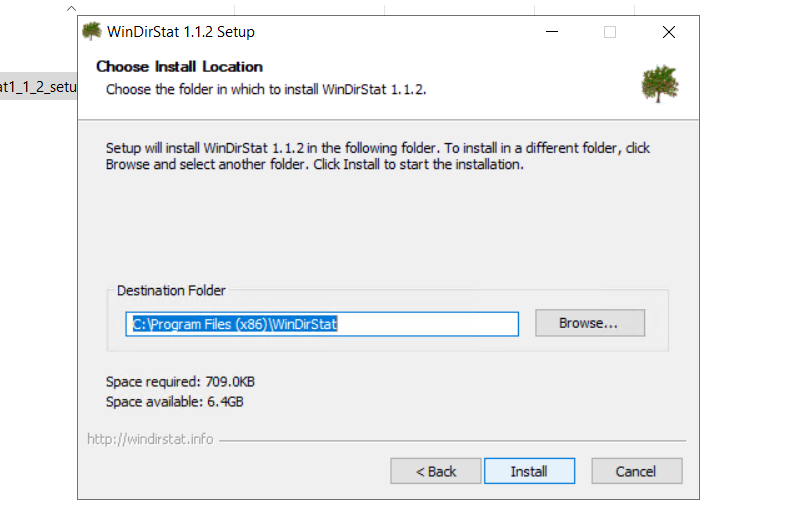 WinDirStat 1.1.2 Setup
Choose Install Location
Choose the folder in which to install WinDirStat 1.1.2.
at1_1_2_setu
Setup will install WinDirStat 1.1.2 in the following folder. To install in a different folder, click
Browse and select another folder. Click Install to start the installation.
Destination Folder
C:\Program Files (x86)\WinDirStat
Browse...
Space required: 709.0KB
Space available: 6.4GB
http://windirstat.info
< Back
Install
Cancel